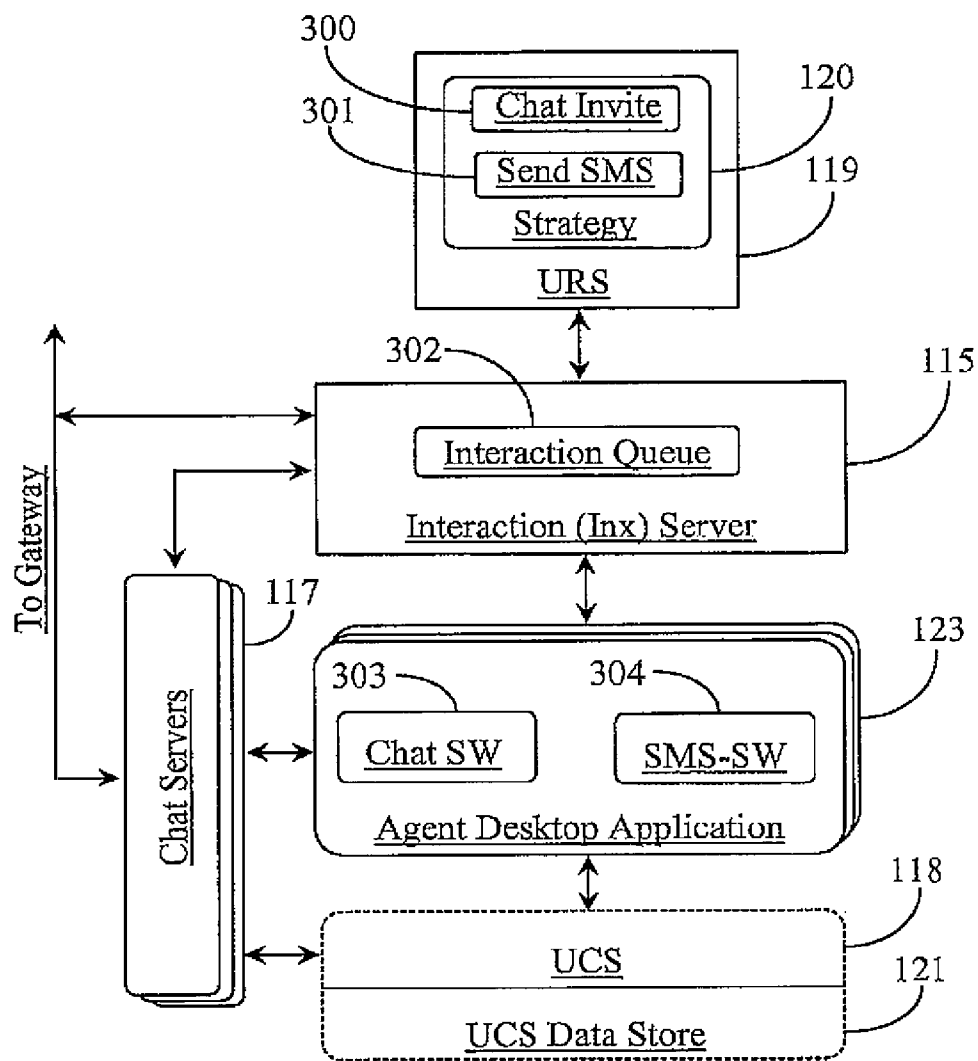 300
Chat Invite
120
301
Send SMS
119
Strategy
URS
302
115
Interaction Queue
Interaction (Inx) Server
To Gateway
117
Chat Servers
123
303
304
Chat SW
SMS-SW
Agent Desktop Application
118
UCS
121
UCS Data Store